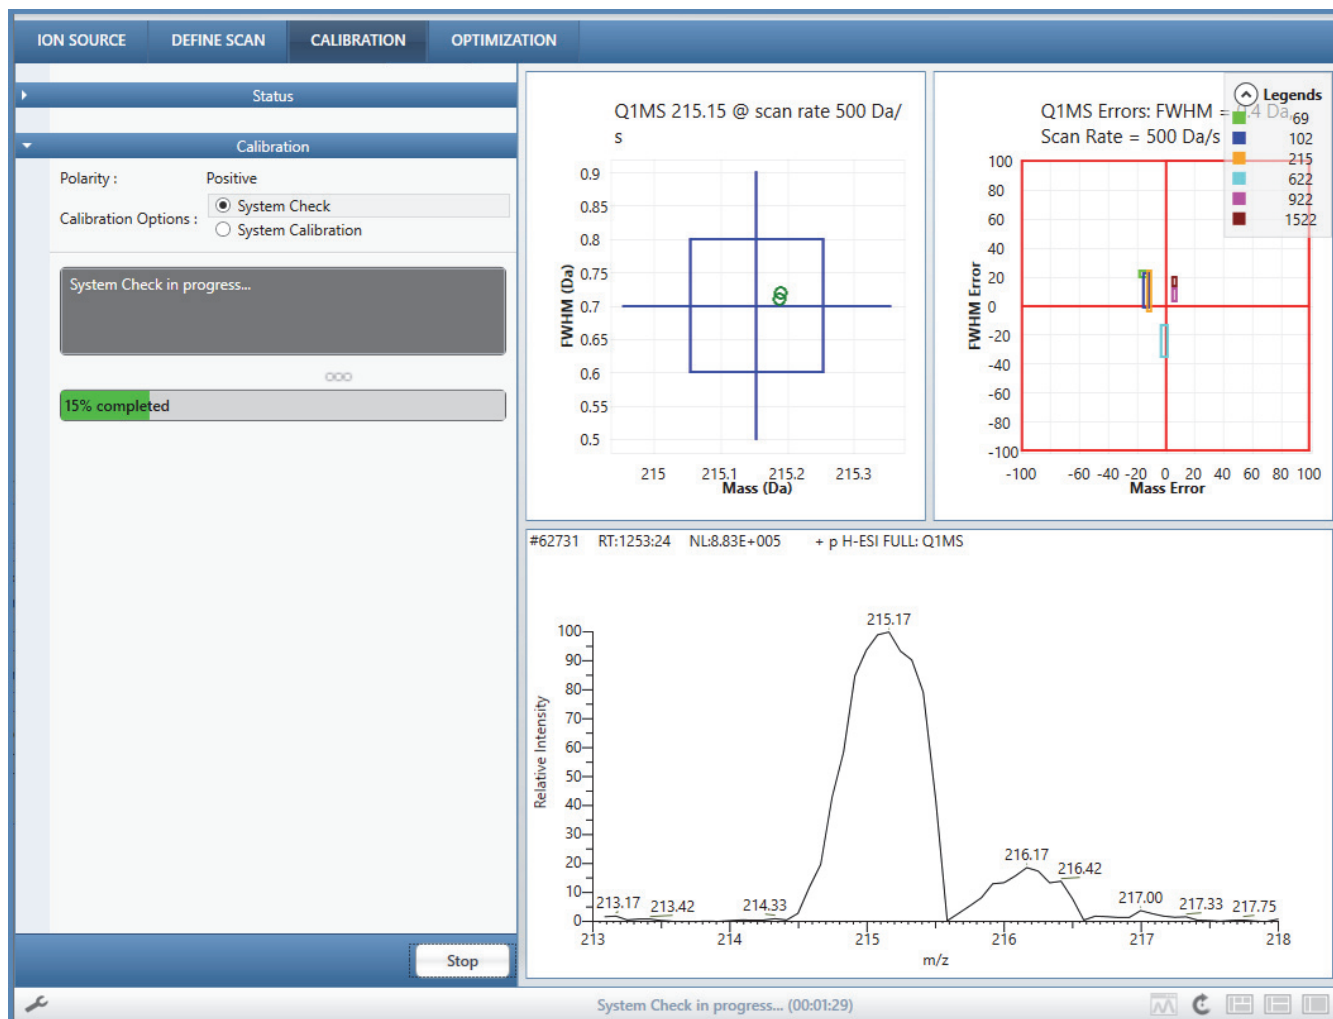 ION SOURCE DEFINE SCAN CALIBRATION OPTIMIZATION
Status
Calibration
Polarity : Positive
Calibration Options : System Check
System Calibration
System Check in progress...
15% completed
Stop
Q1MS 215.15 @ scan rate 500 Da/
s
0.9
0.85
0.8
0.75
0.7
0.65
0.6
0.55
0.5
FWHM (Da)
215 215.1 215.2 215.3
Mass (Da)
Q1MS Errors: FWHM = 0.4 Da,
Scan Rate = 500 Da/s
Legends
69
102
215
622
922
1522
100
80
60
40
20
0
-20
-40
-60
-80
-100
FWHM Error
-100 -60 -40 -20 0 20 40 60 80 100
Mass Error
#62731 RT:1253:24 NL:8.83E+005 + p H-ESI FULL: Q1MS
215.17
100
90
80
70
60
50
40
30
20
10
0
Relative Intensity
213.17 213.42 214.33 216.17 216.42 217.00 217.33 217.75
213 214 215 216 217 218
m/z
System Check in progress... (00:01:29)